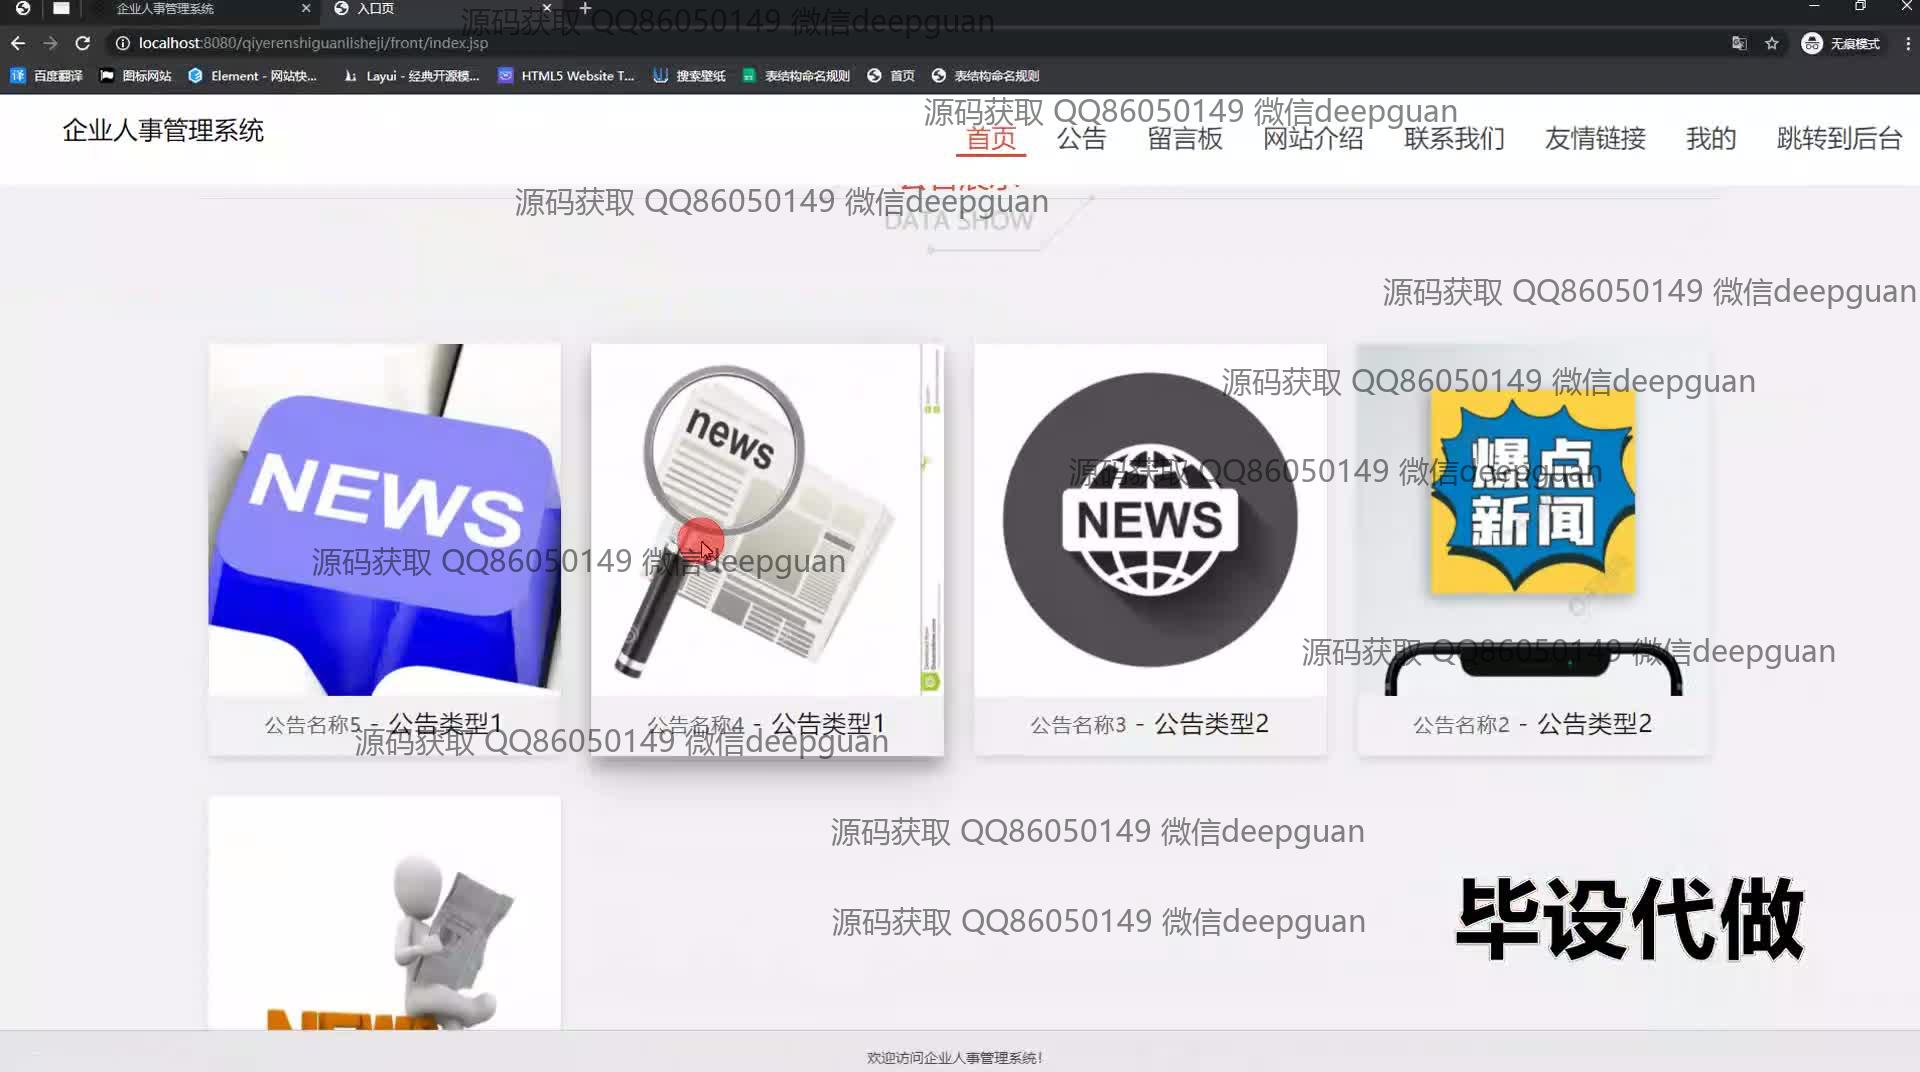 企业人事管理系统
入口页
源码获取 QQ86050149 微信deepguan
localhost:8080/qiyerenshiguanlisheji/front/index.jsp
无痕模式
百度翻译
图标网站
Element - 网站快...
Layui - 经典开源模...
HTML5 Website T...
搜索壁纸
表结构命名规则
首页
表结构命名规则
企业人事管理系统
源码获取 QQ86050149 微信deepguan
首页
公告
留言板
网站介绍
联系我们
友情链接
我的
跳转到后台
公告展示
源码获取 QQ86050149 微信deepguan
DATA SHOW
源码获取 QQ86050149 微信deepguan
源码获取 QQ86050149 微信deepguan
NEWS
news
NEWS
爆点
新闻
源码获取 QQ86050149 微信deepguan
源码获取 QQ86050149 微信deepguan
源码获取 QQ86050149 微信deepguan
公告名称5 - 公告类型1
公告名称4 - 公告类型1
公告名称3 - 公告类型2
公告名称2 - 公告类型2
源码获取 QQ86050149 微信deepguan
源码获取 QQ86050149 微信deepguan
源码获取 QQ86050149 微信deepguan
毕设代做
NEWS
欢迎访问企业人事管理系统!